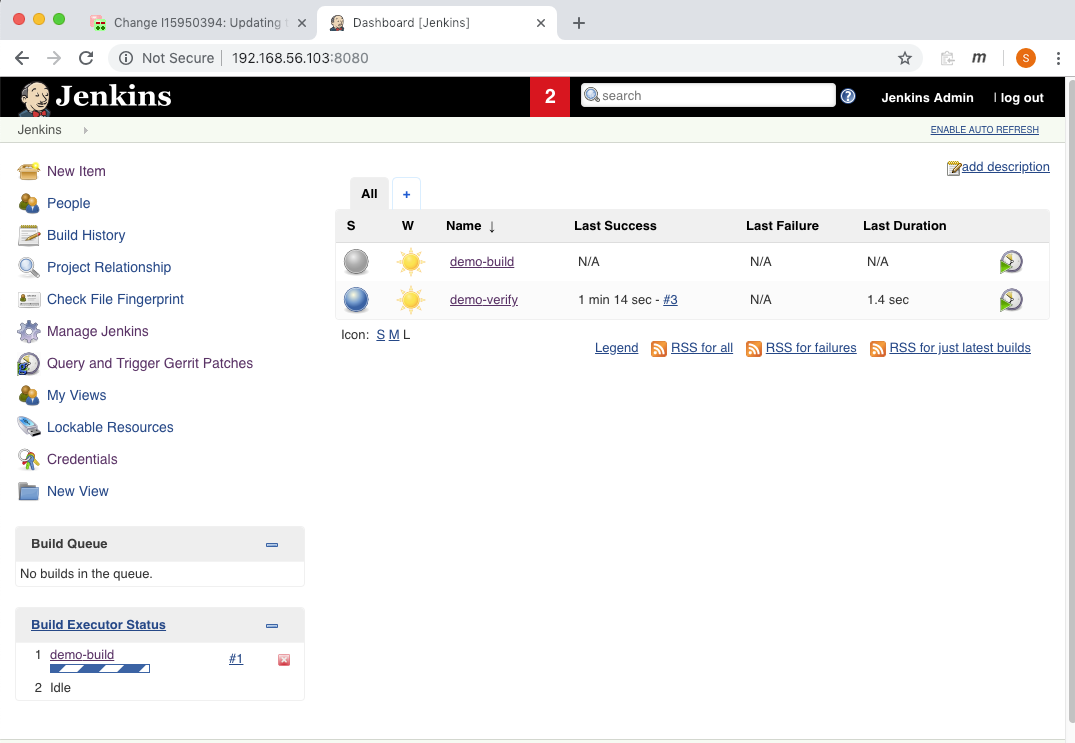 Change I15950394: Updating
Dashboard [Jenkins]
Not Secure 192.168.56.103:8080
m
S
Jenkins
2
search
Jenkins Admin
| log out
Jenkins
ENABLE AUTO REFRESH
New Item
People
Build History
Project Relationship
Check File Fingerprint
Manage Jenkins
Query and Trigger Gerrit Patches
My Views
Lockable Resources
Credentials
New View
Build Queue
No builds in the queue.
Build Executor Status
1 demo-build #1
2 Idle
add description
All +
S W Name ↓ Last Success Last Failure Last Duration
demo-build N/A N/A N/A
demo-verify 1 min 14 sec - #3 N/A 1.4 sec
Icon: S M L
Legend RSS for all RSS for failures RSS for just latest builds